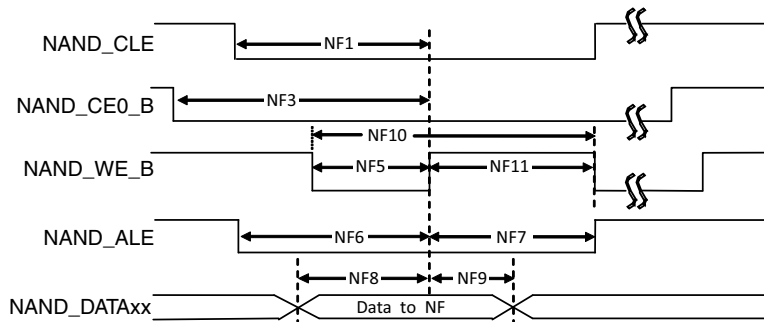 NAND_CLE
NF1
NAND_CE0_B
NF3
NF10
NAND_WE_B
NF5
NF11
NAND_ALE
NF6
NF7
NF8
NF9
NAND_DATAxx
Data to NF